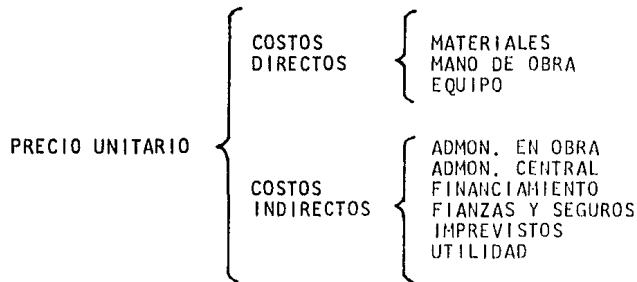 PRECIO UNITARIO
COSTOS
DIRECTOS
MATERIALES
MANO DE OBRA
EQUIPO
COSTOS
INDIRECTOS
ADMON. EN OBRA
ADMON. CENTRAL
FINANCIAMIENTO
FIANZAS Y SEGUROS
IMPREVISTOS
UTILIDAD